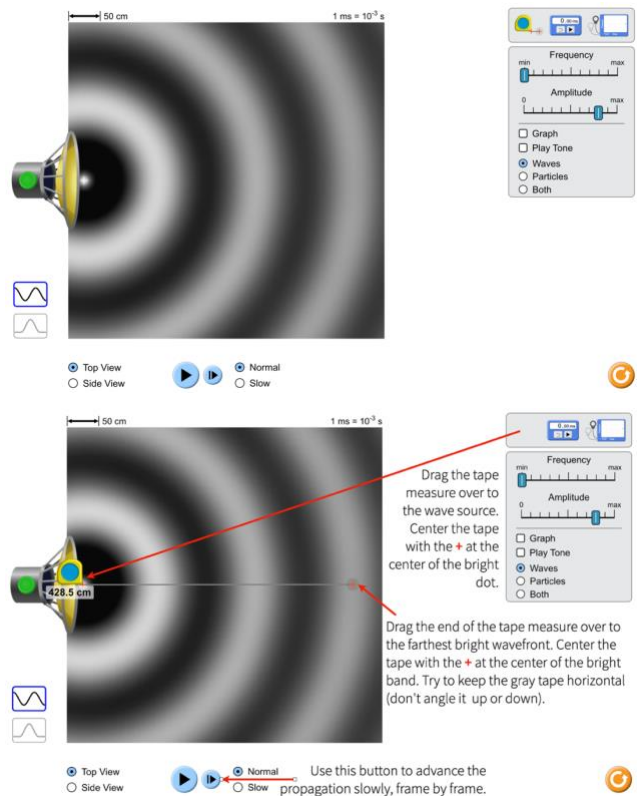 50 cm
1 ms = 10⁻³ s
0.00 ms
Frequency
min max
Amplitude
0 max
Graph
Play Tone
Waves
Particles
Both
Top View
Side View
Normal
Slow
50 cm
1 ms = 10⁻³ s
0.00 ms
Frequency
min max
Amplitude
0 max
Graph
Play Tone
Waves
Particles
Both
Drag the tape
measure over to
the wave source.
Center the tape
with the + at the
center of the bright
dot.
428.5 cm
Drag the end of the tape measure over to
the farthest bright wavefront. Center the
tape with the + at the center of the bright
band. Try to keep the gray tape horizontal
(don't angle it up or down).
Top View
Side View
Normal
Slow
Use this button to advance the
propagation slowly, frame by frame.